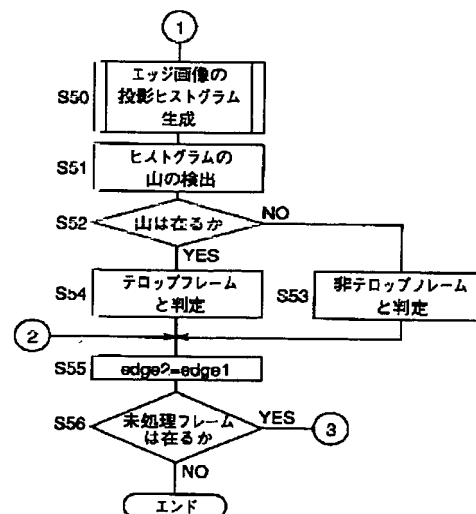 1
S50
エッジ画像の
投影ヒストグラム
生成
S51
ヒストグラムの
山の検出
S52
山は在るか
NO
YES
S54
テロップフレーム
と判定
S53
非テロップフレーム
と判定
2
S55
edge2=edge1
S56
未処理フレーム
は在るか
YES
3
NO
エンド